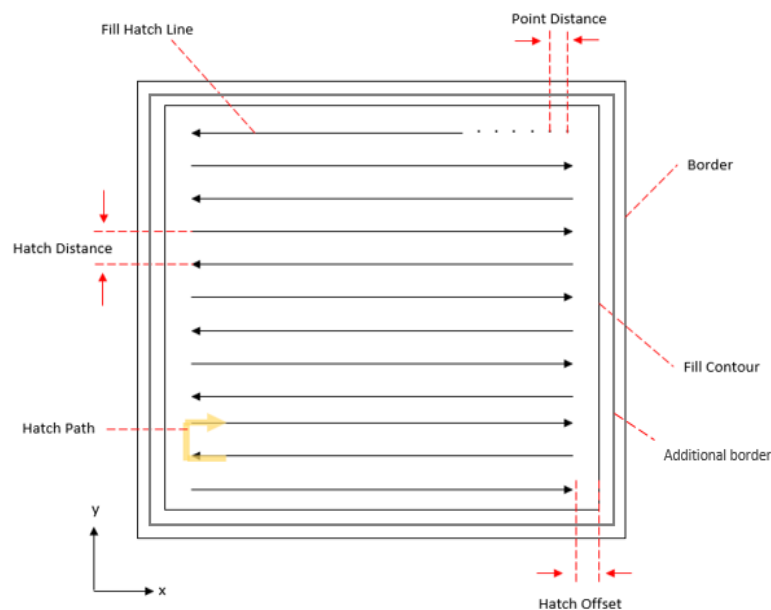 Point Distance
Fill Hatch Line
Border
Hatch Distance
Fill Contour
Hatch Path
Additional border
y
x
Hatch Offset